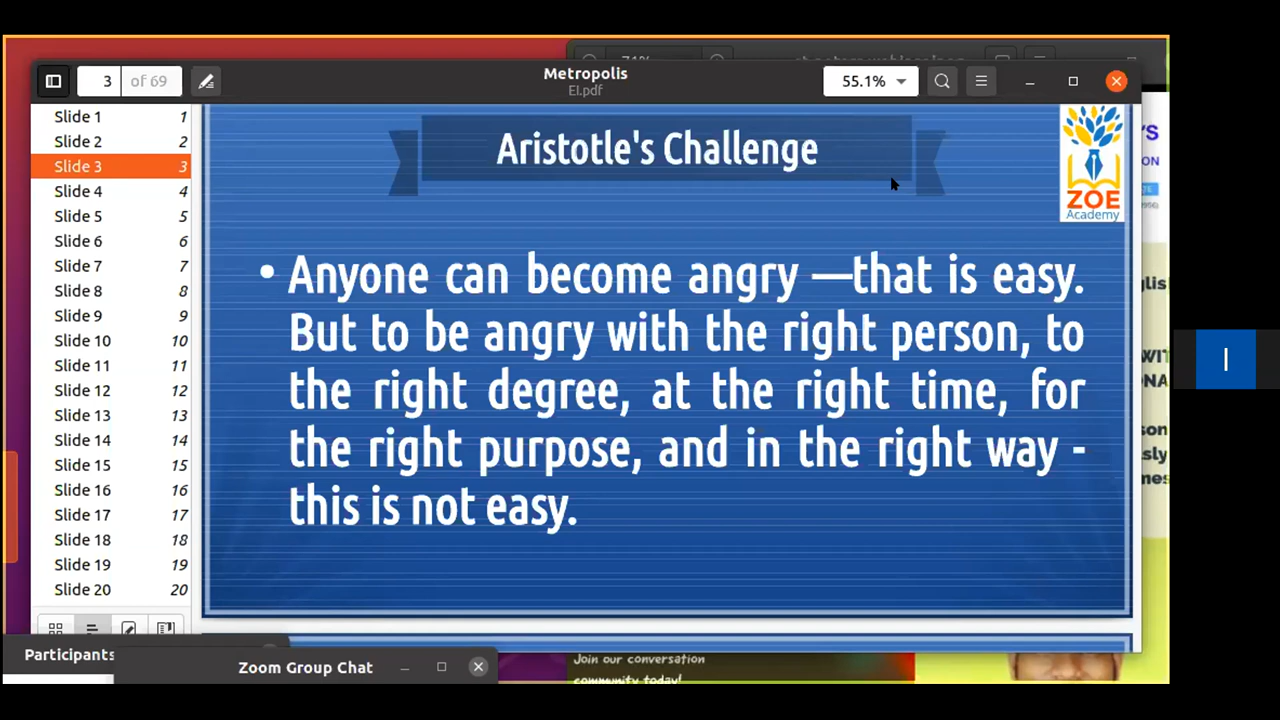 71%
3 of 69
Metropolis
EI.pdf
55.1%
Slide 1 1
Slide 2 2
Slide 3 3
Slide 4 4
Slide 5 5
Slide 6 6
Slide 7 7
Slide 8 8
Slide 9 9
Slide 10 10
Slide 11 11
Slide 12 12
Slide 13 13
Slide 14 14
Slide 15 15
Slide 16 16
Slide 17 17
Slide 18 18
Slide 19 19
Slide 20 20
Aristotle's Challenge
ZOE
Academy
• Anyone can become angry —that is easy.
But to be angry with the right person, to
the right degree, at the right time, for
the right purpose, and in the right way -
this is not easy.
Participants
Zoom Group Chat
Join our conversation
community today!
I